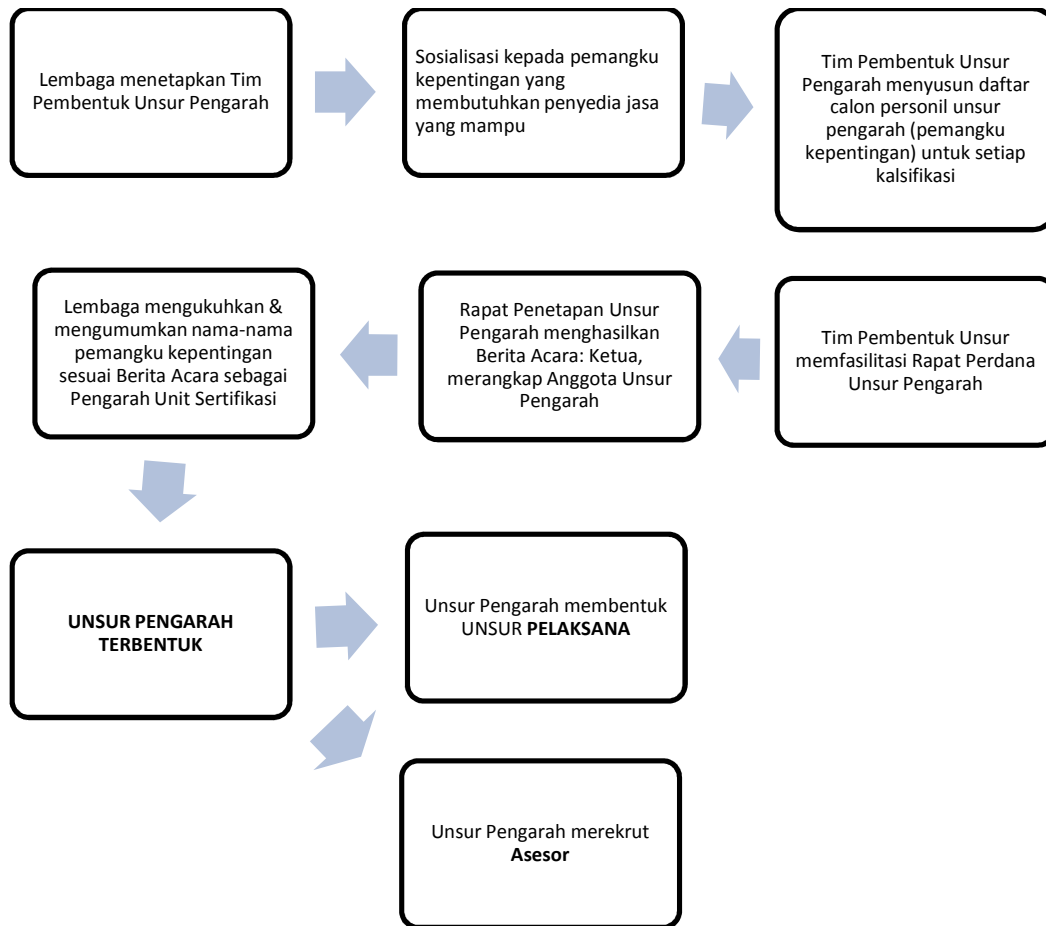 Lembaga menetapkan Tim
Pembentuk Unsur Pengarah
Sosialisasi kepada pemangku
kepentingan yang
membutuhkan penyedia jasa
yang mampu
Tim Pembentuk Unsur
Pengarah menyusun daftar
calon personil unsur
pengarah (pemangku
kepentingan) untuk setiap
kalsifikasi
Tim Pembentuk Unsur
memfasilitasi Rapat Perdana
Unsur Pengarah
Rapat Penetapan Unsur
Pengarah menghasilkan
Berita Acara: Ketua,
merangkap Anggota Unsur
Pengarah
Lembaga mengukuhkan &
mengumumkan nama-nama
pemangku kepentingan
sesuai Berita Acara sebagai
Pengarah Unit Sertifikasi
UNSUR PENGARAH
TERBENTUK
Unsur Pengarah membentuk
UNSUR PELAKSANA
Unsur Pengarah merekrut
Asesor